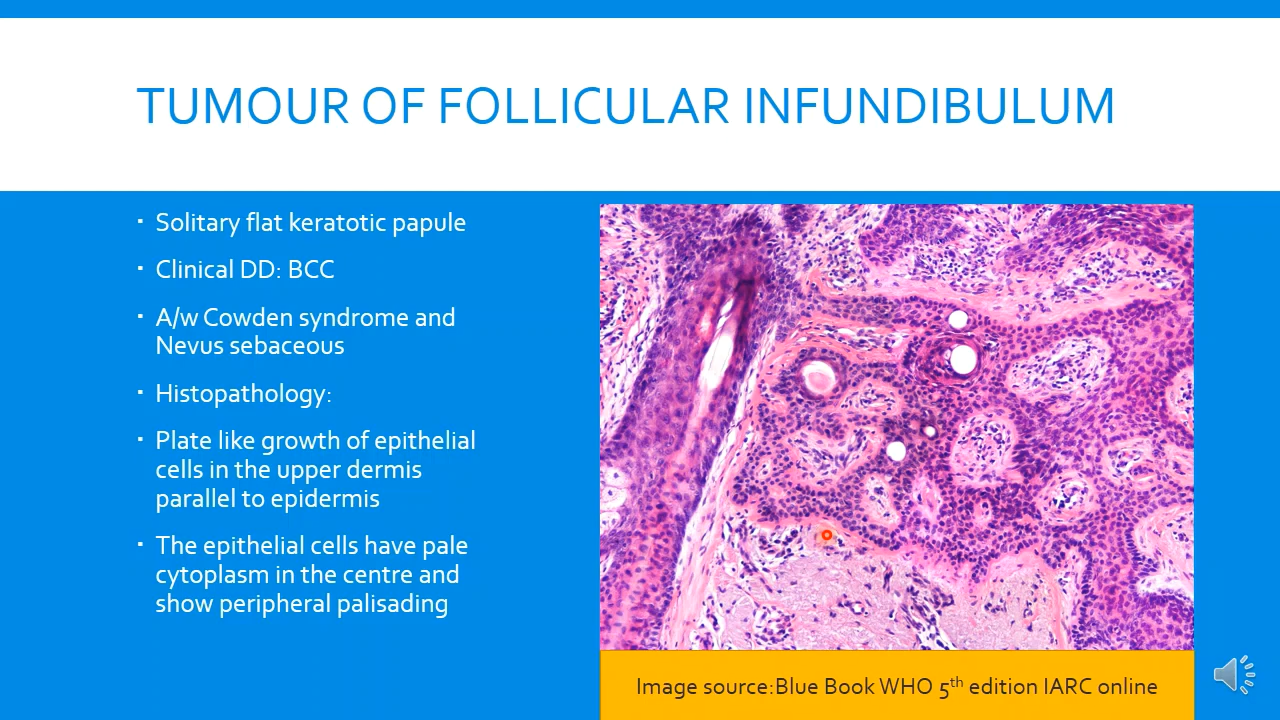 TUMOUR OF FOLLICULAR INFUNDIBULUM
▪ Solitary flat keratotic papule
▪ Clinical DD: BCC
▪ A/w Cowden syndrome and
Nevus sebaceous
▪ Histopathology:
▪ Plate like growth of epithelial
cells in the upper dermis
parallel to epidermis
▪ The epithelial cells have pale
cytoplasm in the centre and
show peripheral palisading
Image source:Blue Book WHO 5th edition IARC online